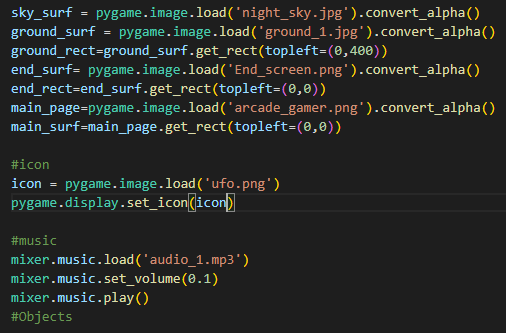 sky_surf = pygame.image.load('night_sky.jpg').convert_alpha()
ground_surf = pygame.image.load('ground_1.jpg').convert_alpha()
ground_rect=ground_surf.get_rect(topleft=(0,400))
end_surf= pygame.image.load('End_screen.png').convert_alpha()
end_rect=end_surf.get_rect(topleft=(0,0))
main_page=pygame.image.load('arcade_gamer.png').convert_alpha()
main_surf=main_page.get_rect(topleft=(0,0))
#icon
icon = pygame.image.load('ufo.png')
pygame.display.set_icon(icon)
#music
mixer.music.load('audio_1.mp3')
mixer.music.set_volume(0.1)
mixer.music.play()
#Objects